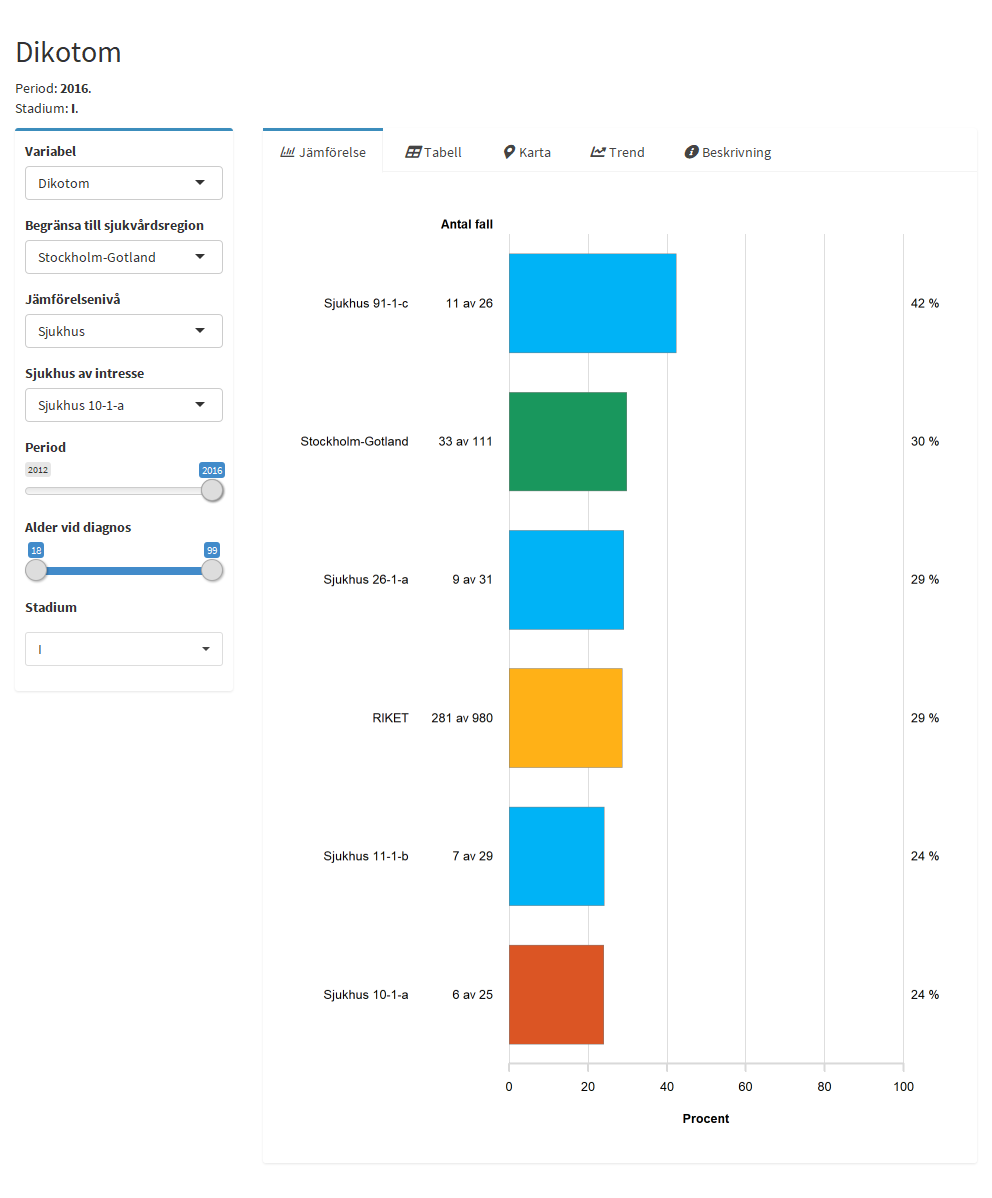 Dikotom
Period: 2016.
Stadium: I.
Variabel
Dikotom
Begränsa till sjukvårdsregion
Stockholm-Gotland
Jämförelsenivå
Sjukhus
Sjukhus av intresse
Sjukhus 10-1-a
Period
2012 2016
Ålder vid diagnos
18 99
Stadium
I
Jämförelse Tabell Karta Trend Beskrivning
Antal fall
Sjukhus 91-1-c 11 av 26 42 %
Stockholm-Gotland 33 av 111 30 %
Sjukhus 26-1-a 9 av 31 29 %
RIKET 281 av 980 29 %
Sjukhus 11-1-b 7 av 29 24 %
Sjukhus 10-1-a 6 av 25 24 %
0 20 40 60 80 100
Procent